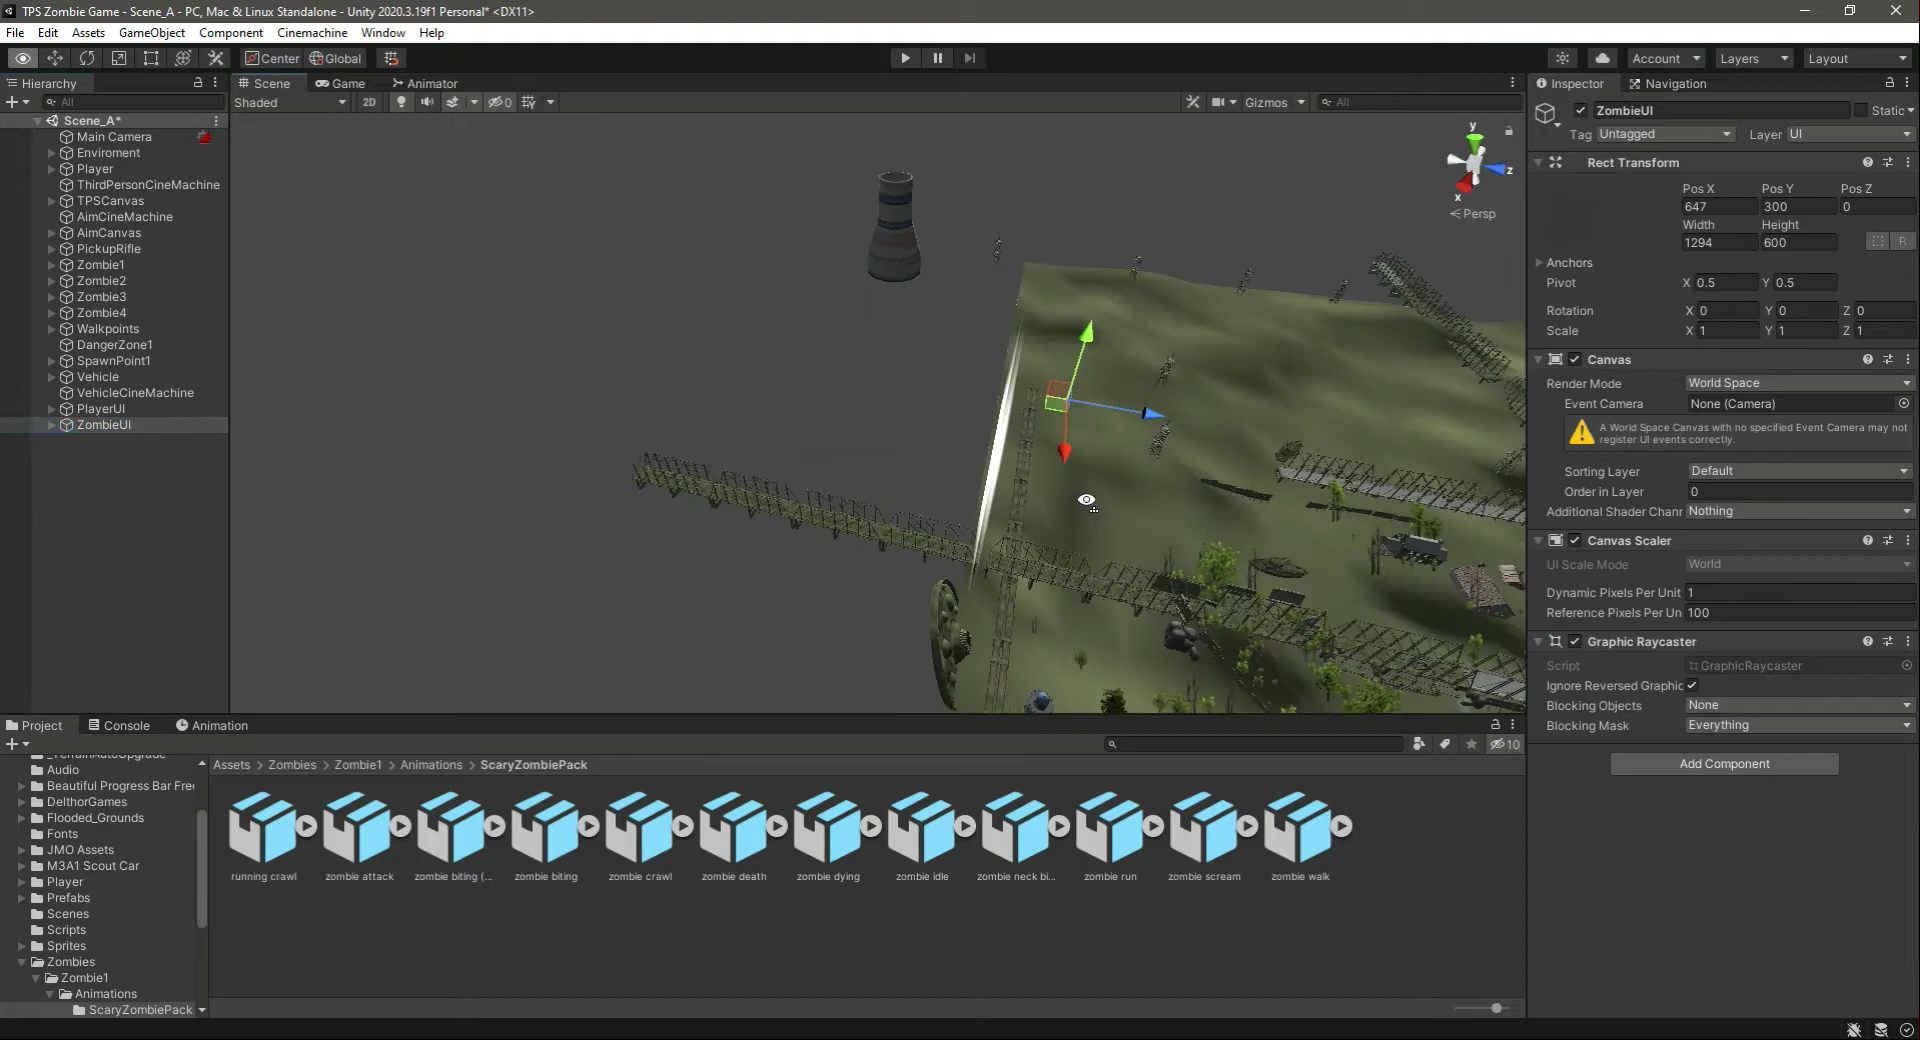 TPS Zombie Game - Scene_A - PC, Mac & Linux Standalone - Unity 2020.3.19f1 Personal* <DX11>
File Edit Assets GameObject Component Cinemachine Window Help
Center Global Account Layers Layout
Hierarchy
All
Scene_A*
Main Camera
Enviroment
Player
ThirdPersonCineMachine
TPSCanvas
AimCineMachine
AimCanvas
PickupRifle
Zombie1
Zombie2
Zombie3
Zombie4
Walkpoints
DangerZone1
SpawnPoint1
Vehicle
VehicleCineMachine
PlayerUI
ZombieUI
Scene Game Animator
Shaded 2D 0 Gizmos All
y
z
x
Persp
Inspector Navigation
ZombieUI Static
Tag Untagged Layer UI
Rect Transform
Pos X Pos Y Pos Z
647 300 0
Width Height
1294 600 R
Anchors
Pivot X 0.5 Y 0.5
Rotation X 0 Y 0 Z 0
Scale X 1 Y 1 Z 1
Canvas
Render Mode World Space
Event Camera None (Camera)
A World Space Canvas with no specified Event Camera may not
register UI events correctly.
Sorting Layer Default
Order in Layer 0
Additional Shader Chanr Nothing
Canvas Scaler
UI Scale Mode World
Dynamic Pixels Per Unit 1
Reference Pixels Per Un 100
Graphic Raycaster
Script GraphicRaycaster
Ignore Reversed Graphic
Blocking Objects None
Blocking Mask Everything
Add Component
Project Console Animation
10
_TerrainAutoUpgrade
Audio
Beautiful Progress Bar Free
DelthorGames
Flooded_Grounds
Fonts
JMO Assets
M3A1 Scout Car
Player
Prefabs
Scenes
Scripts
Sprites
Zombies
Zombie1
Animations
ScaryZombiePack
Assets > Zombies > Zombie1 > Animations > ScaryZombiePack
running crawl zombie attack zombie biting (... zombie biting zombie crawl zombie death zombie dying zombie idle zombie neck bi... zombie run zombie scream zombie walk